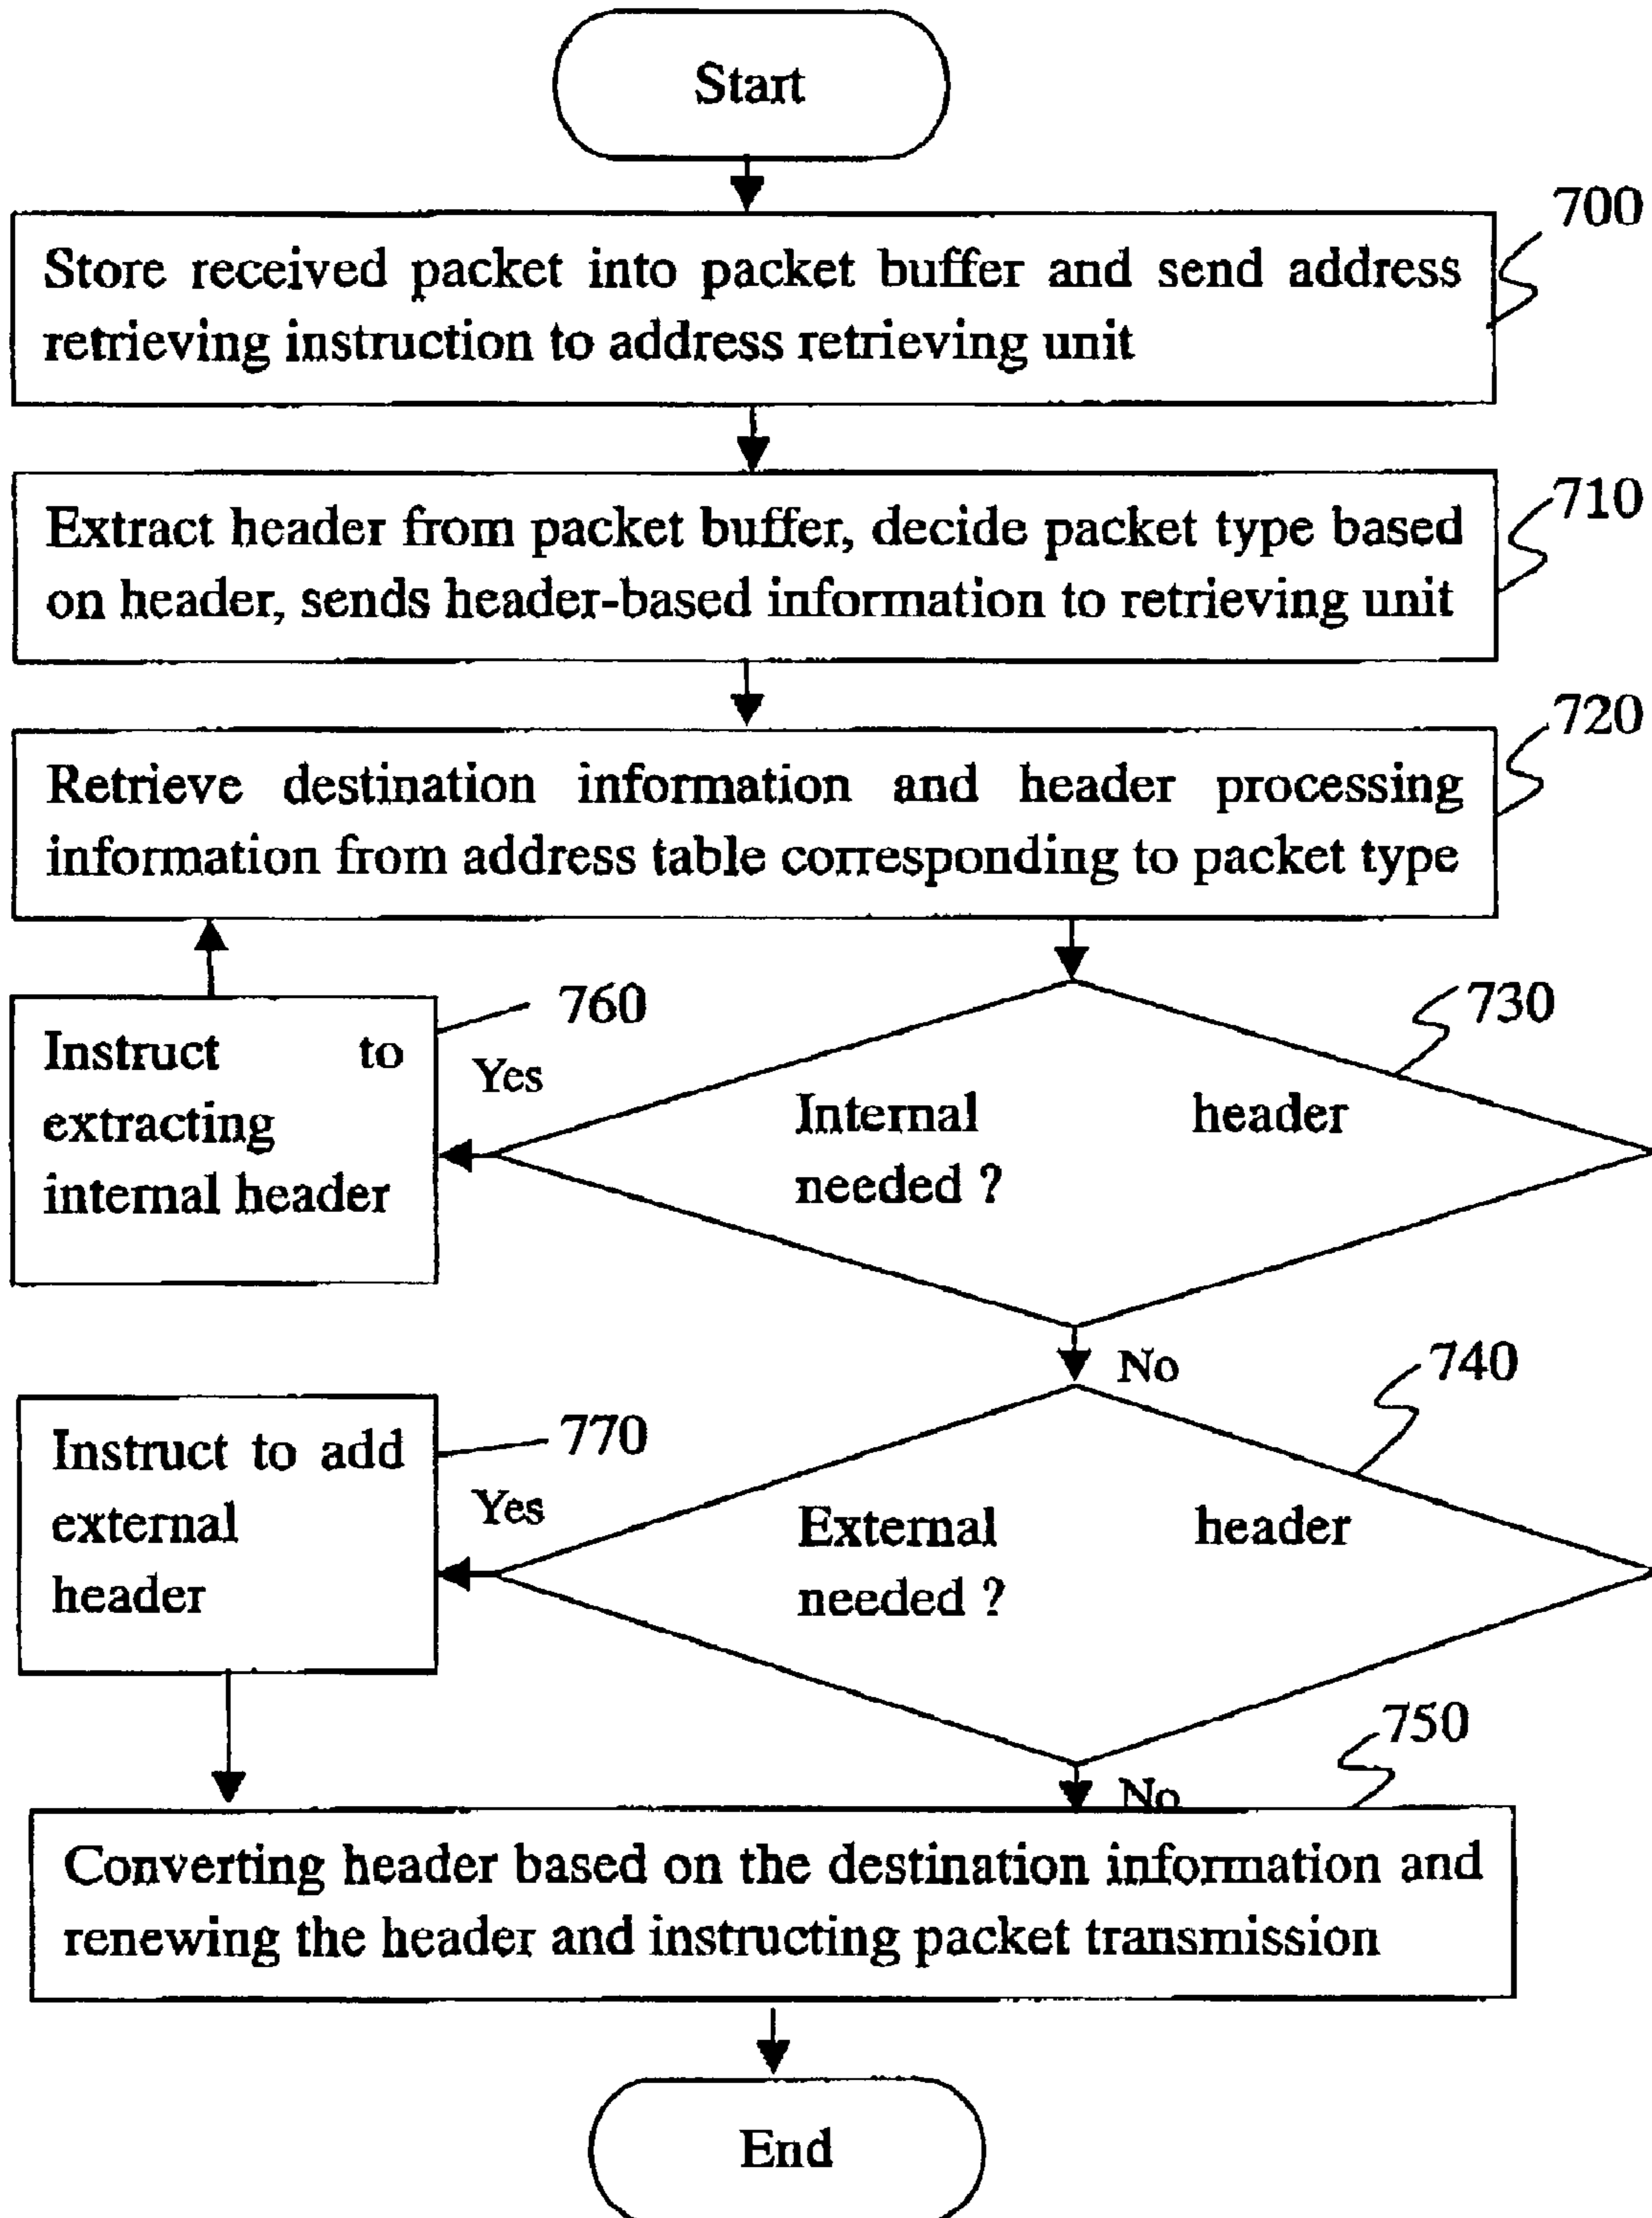 Start
700
Store received packet into packet buffer and send address
retrieving instruction to address retrieving unit
710
Extract header from packet buffer, decide packet type based
on header, sends header-based information to retrieving unit
720
Retrieve destination information and header processing
information from address table corresponding to packet type
760
730
Instruct to
extracting
internal header
Yes
Internal header
needed ?
No
740
770
Instruct to add
external
header
Yes
External header
needed ?
750
No
Converting header based on the destination information and
renewing the header and instructing packet transmission
End